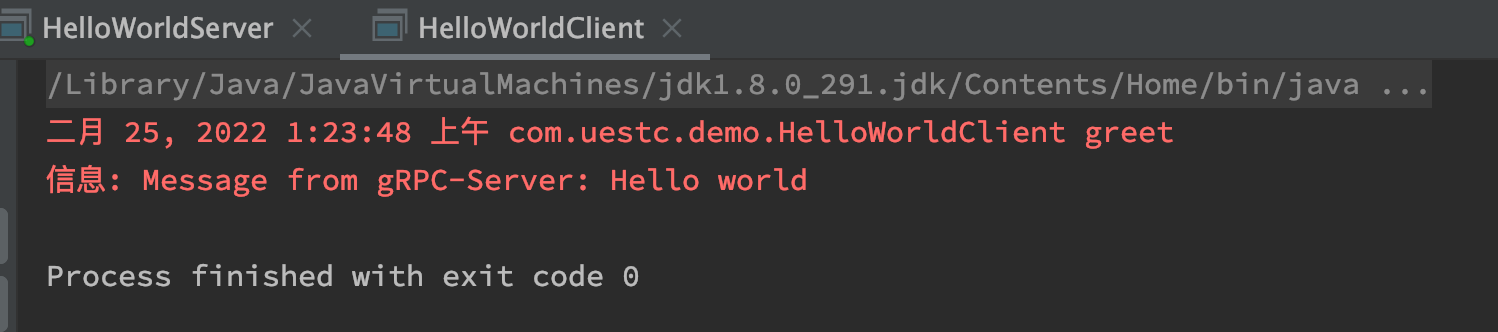 HelloWorldServer HelloWorldClient
/Library/Java/JavaVirtualMachines/jdk1.8.0_291.jdk/Contents/Home/bin/java ...
二月 25, 2022 1:23:48 上午 com.uestc.demo.HelloWorldClient greet
信息: Message from gRPC-Server: Hello world
Process finished with exit code 0